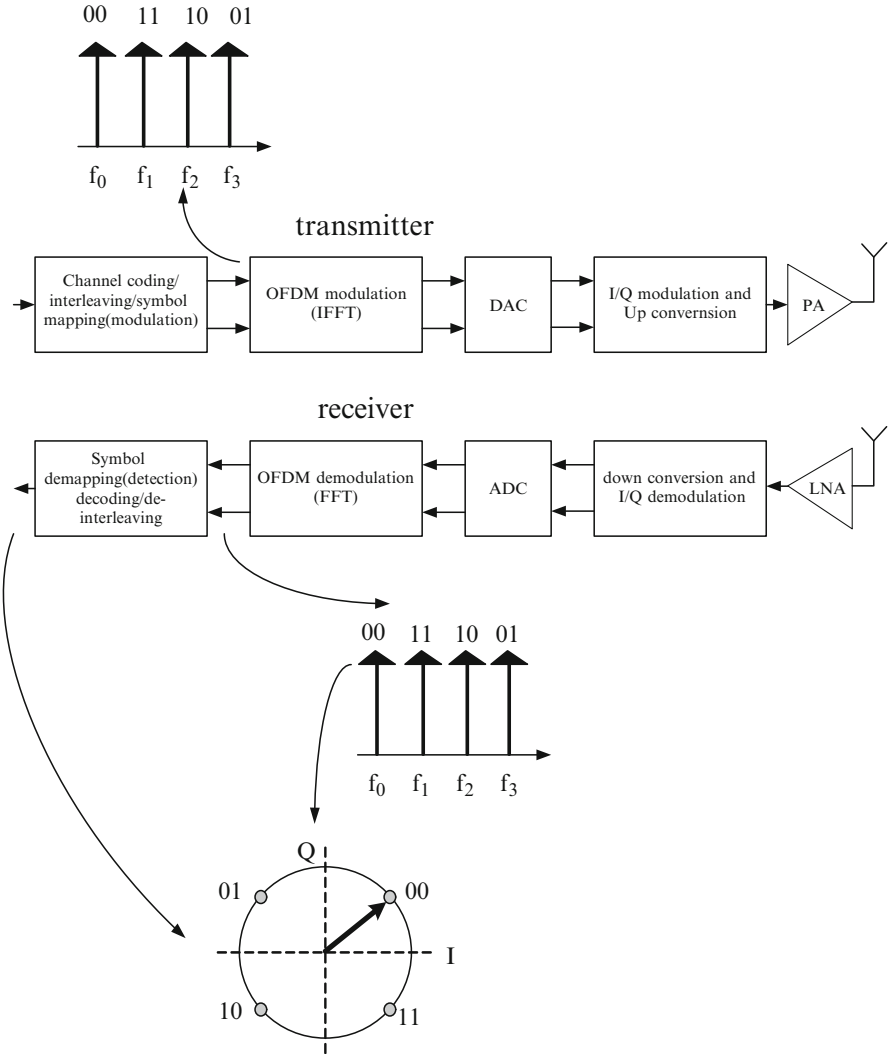 00 11 10 01
f0 f1 f2 f3
transmitter
Channel coding/
interleaving/symbol
mapping(modulation)
OFDM modulation
(IFFT)
DAC
I/Q modulation and
Up convernsion
PA
receiver
Symbol
demapping(detection)
decoding/de-
interleaving
OFDM demodulation
(FFT)
ADC
down conversion and
I/Q demodulation
LNA
00 11 10 01
f0 f1 f2 f3
Q
01 00
I
10 11